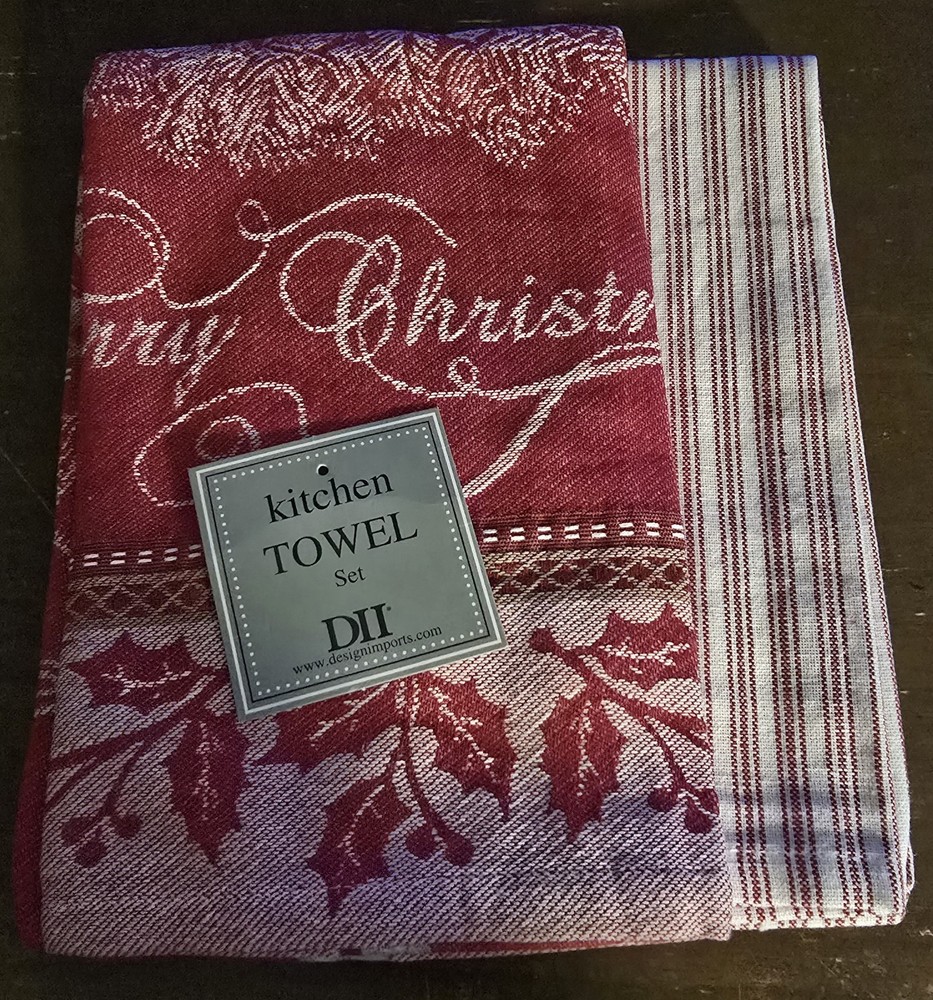 rry Christm
kitchen
TOWEL
Set
DII®
www.designimports.com